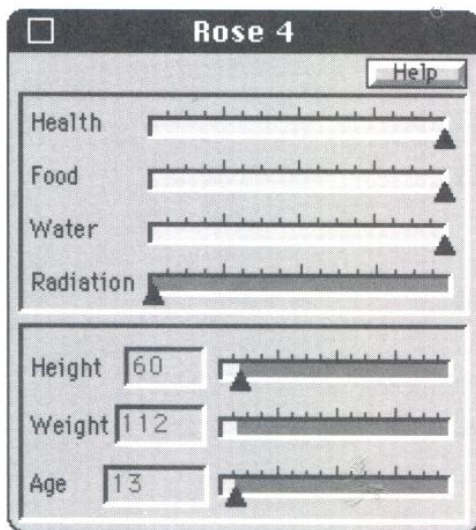 Rose 4
Help
Health
Food
Water
Radiation
Height 60
Weight 112
Age 13